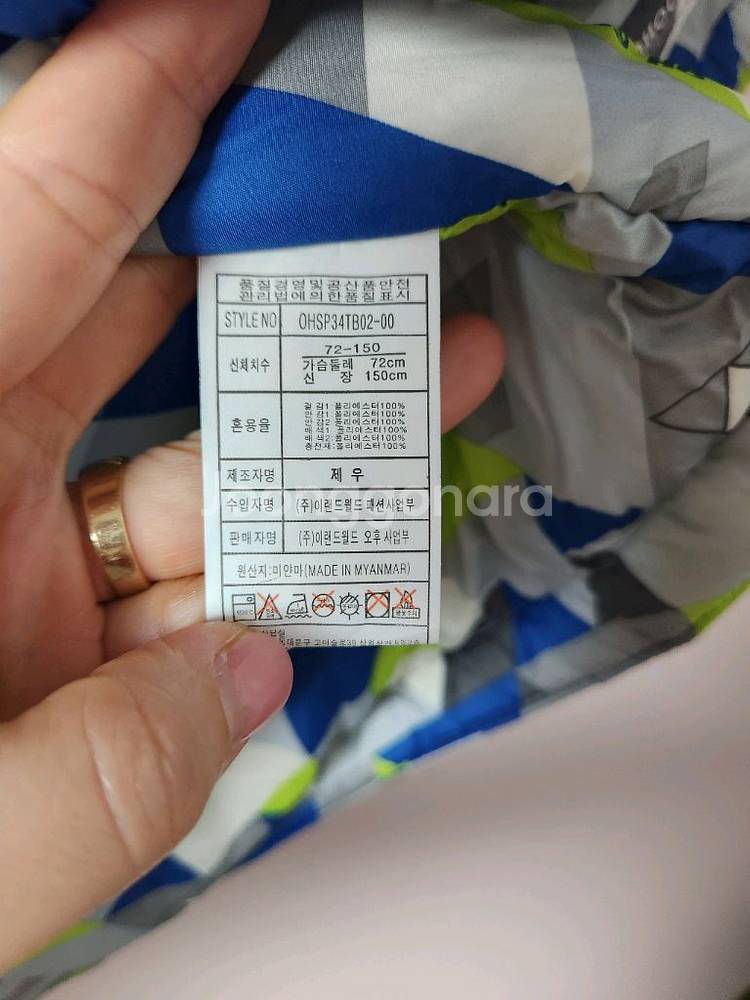 품질경영및공산품안전
관리법에의한품질표시
STYLE NO OHSP34TB02-00
신체치수 72-150
가슴둘레 72cm
신 장 150cm
혼용율
겉 감1:폴리에스터100%
안 감1:폴리에스터100%
안 감2:폴리에스터100%
배 색1:폴리에스터100%
배 색2:폴리에스터100%
충전재:폴리에스터100%
제조자명 제 우
수입자명 (주)이랜드월드 패션사업부
판매자명 (주)이랜드월드 오후사업부
원산지:미얀마(MADE IN MYANMAR)
Joonggonara